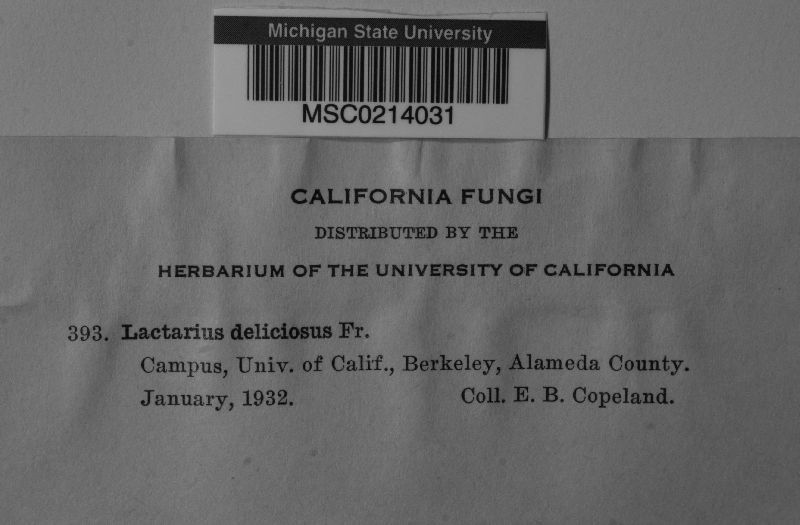 Michigan State University
MSC0214031
CALIFORNIA FUNGI
DISTRIBUTED BY THE
HERBARIUM OF THE UNIVERSITY OF CALIFORNIA
393. Lactarius deliciosus Fr.
Campus, Univ. of Calif., Berkeley, Alameda County.
January, 1932. Coll. E. B. Copeland.